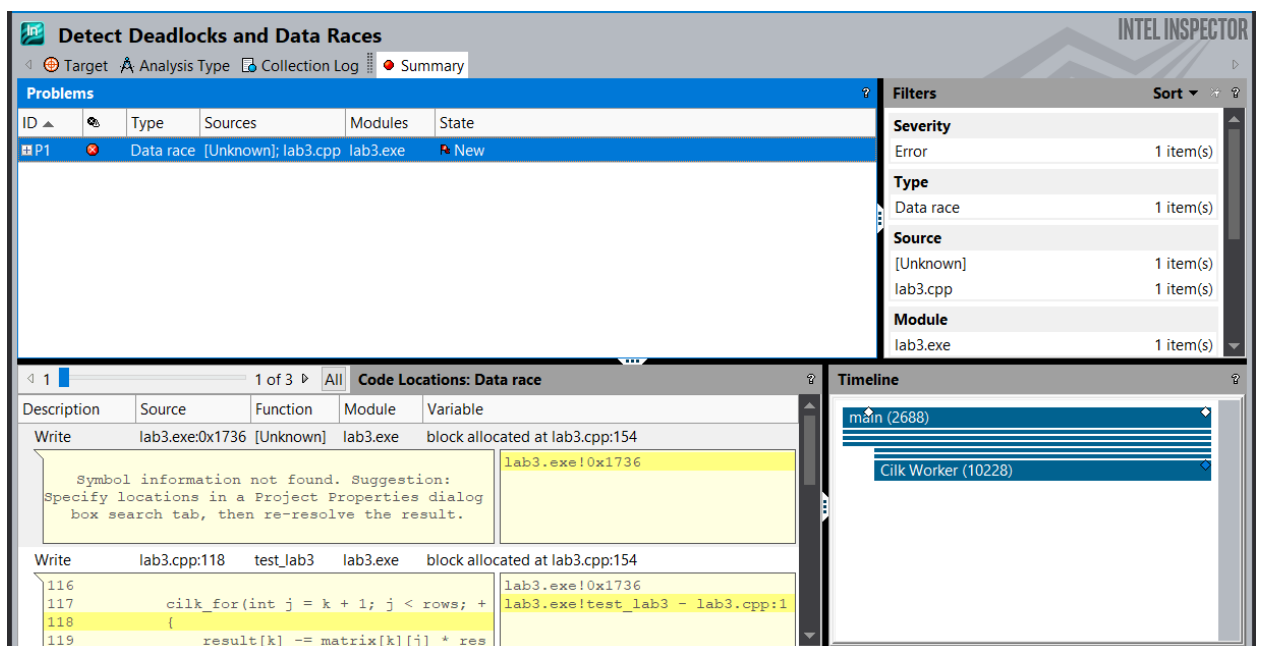 Detect Deadlocks and Data Races
INTEL INSPECTOR
Target Analysis Type Collection Log Summary
Problems ?
ID Type Sources Modules State
P1 Data race [Unknown]; lab3.cpp lab3.exe New
Filters Sort ?
Severity
Error 1 item(s)
Type
Data race 1 item(s)
Source
[Unknown] 1 item(s)
lab3.cpp 1 item(s)
Module
lab3.exe 1 item(s)
1 1 of 3 All Code Locations: Data race ?
Description Source Function Module Variable
Write lab3.exe:0x1736 [Unknown] lab3.exe block allocated at lab3.cpp:154
Symbol information not found. Suggestion:
Specify locations in a Project Properties dialog
box search tab, then re-resolve the result.
lab3.exe!0x1736
Write lab3.cpp:118 test_lab3 lab3.exe block allocated at lab3.cpp:154
116
117 cilk_for(int j = k + 1; j < rows; +
118 {
119 result[k] -= matrix[k][j] * res
lab3.exe!0x1736
lab3.exe!test_lab3 - lab3.cpp:1
Timeline ?
main (2688)
Cilk Worker (10228)